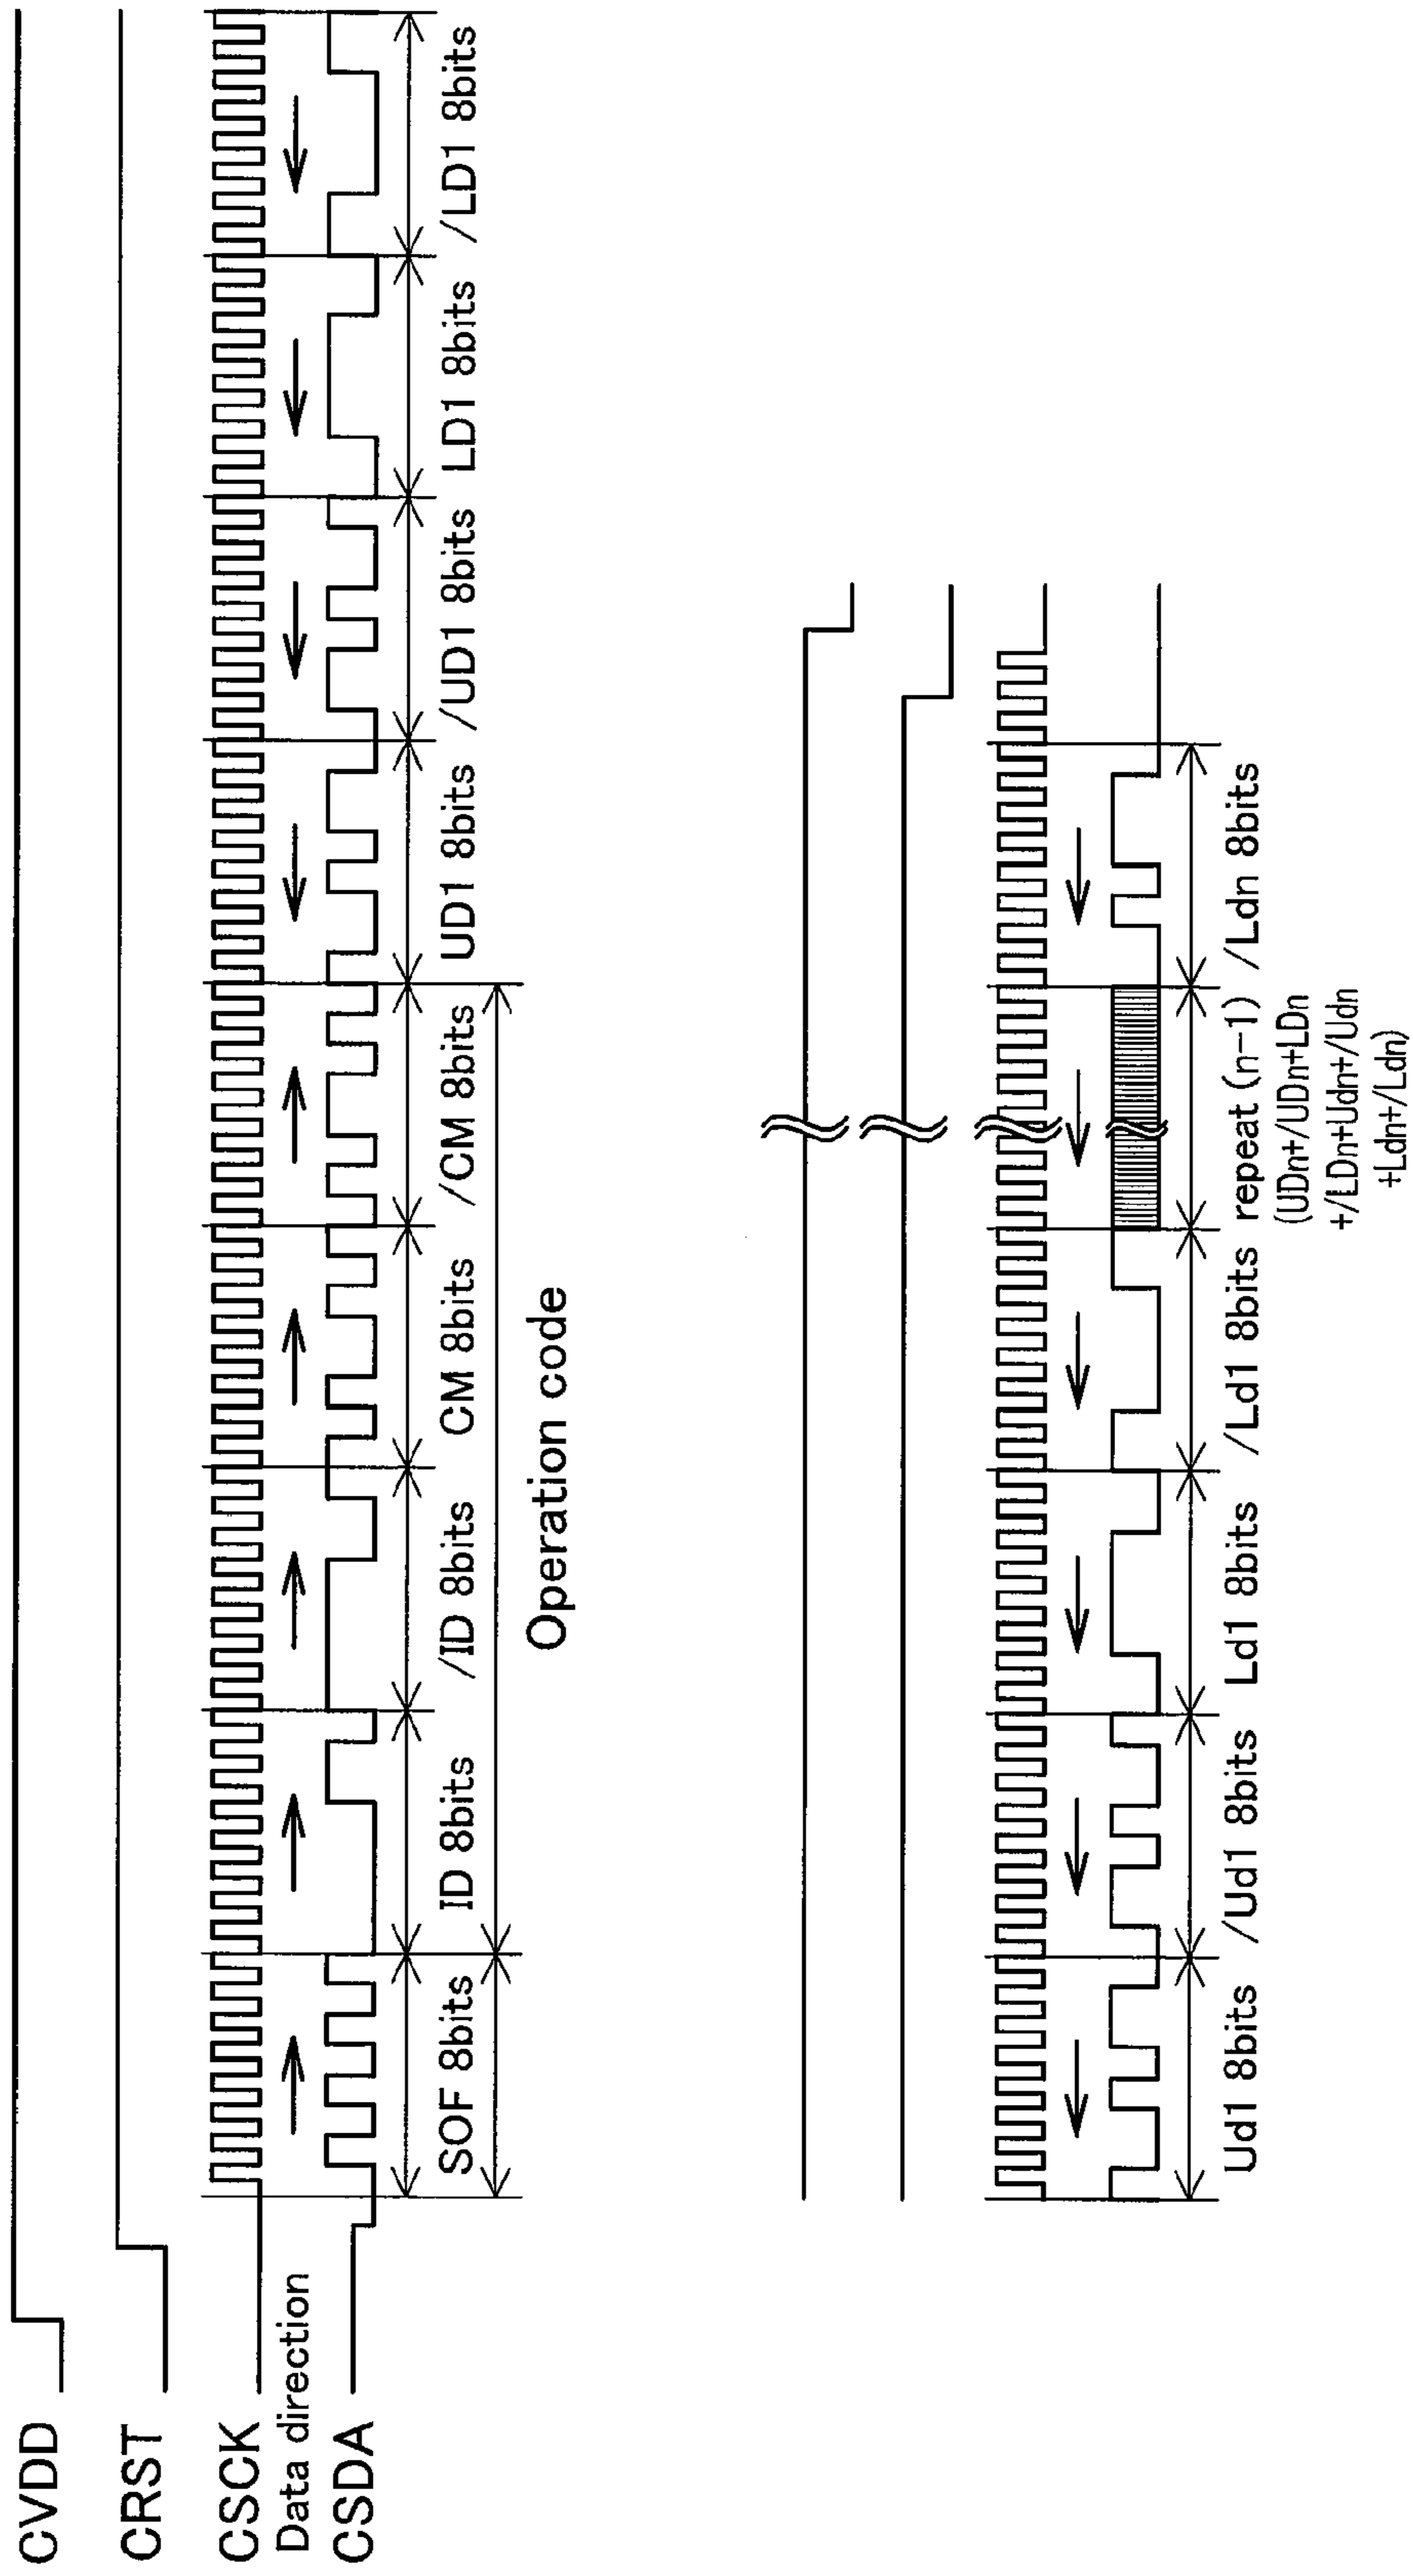 CVDD
CRST
CSCK
Data direction
CSDA
SOF 8bits
ID 8bits
/ID 8bits
CM 8bits
/CM 8bits
UD1 8bits
/UD1 8bits
LD1 8bits
/LD1 8bits
Operation code
Ud1 8bits
/Ud1 8bits
Ld1 8bits
/Ld1 8bits
repeat (n-1)
(UDn+/UDn+LDn
+/LDn+Udn+/Udn
+Ldn+/Ldn)
/Ldn 8bits